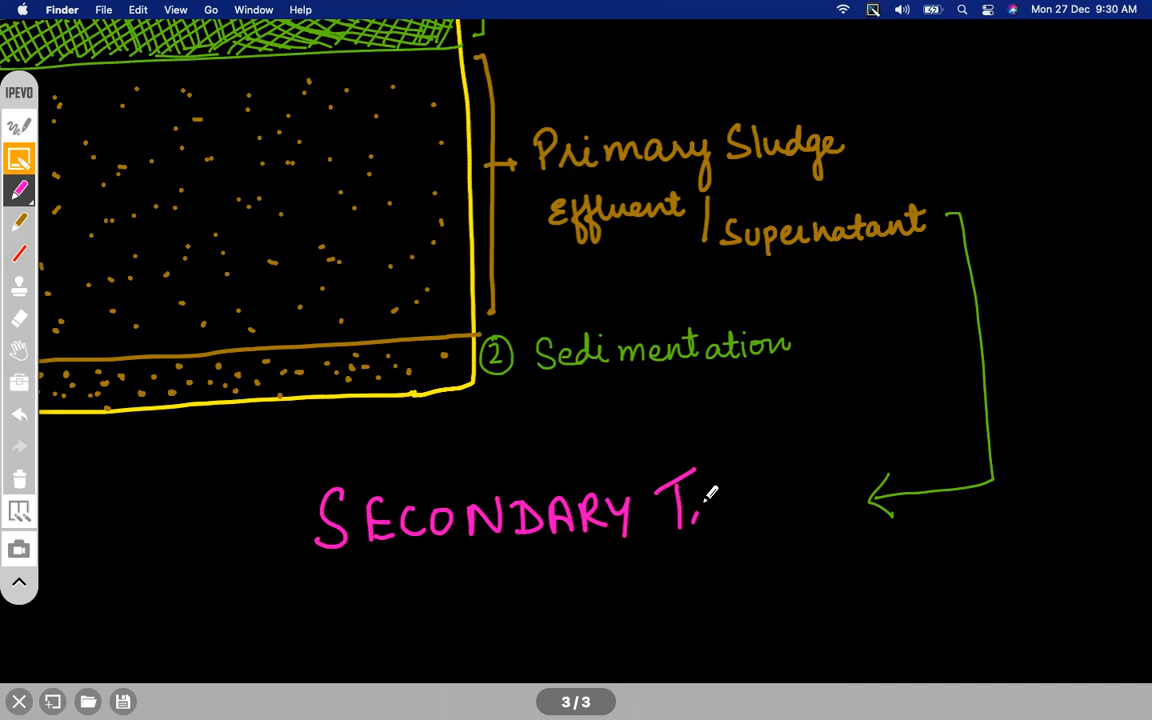 Finder File Edit View Go Window Help Mon 27 Dec 9:30 AM
IPEVO
Primary Sludge
Effluent / Supernatant
② Sedimentation
SECONDARY T
3/3